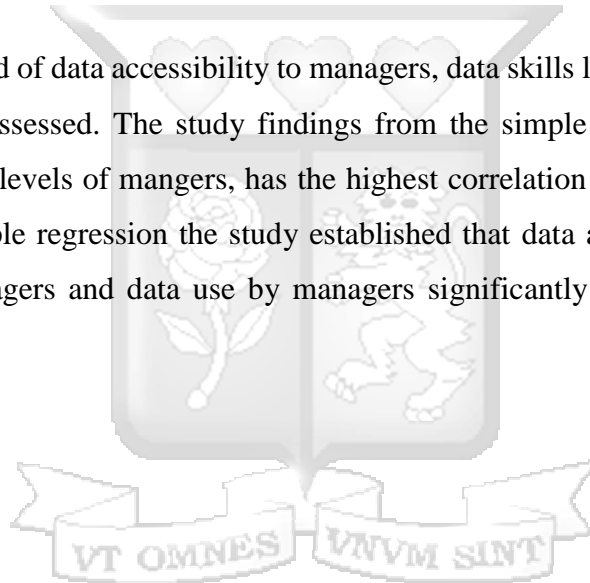 d of data accessibility to managers, data skills l
ssessed. The study findings from the simple
levels of mangers, has the highest correlation
ple regression the study established that data a
agers and data use by managers significantly
VT OMNES VNVM SINT